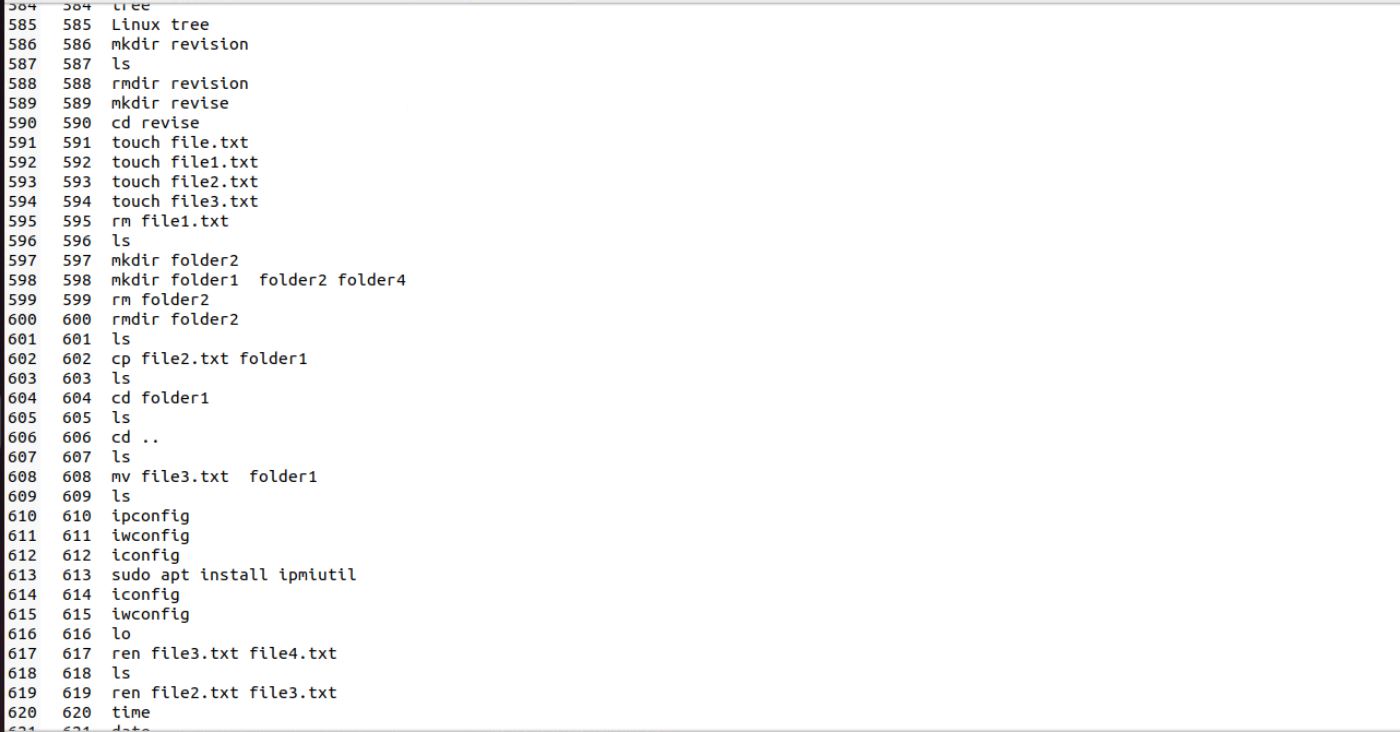 584 584 tree
585 585 Linux tree
586 586 mkdir revision
587 587 ls
588 588 rmdir revision
589 589 mkdir revise
590 590 cd revise
591 591 touch file.txt
592 592 touch file1.txt
593 593 touch file2.txt
594 594 touch file3.txt
595 595 rm file1.txt
596 596 ls
597 597 mkdir folder2
598 598 mkdir folder1  folder2 folder4
599 599 rm folder2
600 600 rmdir folder2
601 601 ls
602 602 cp file2.txt folder1
603 603 ls
604 604 cd folder1
605 605 ls
606 606 cd ..
607 607 ls
608 608 mv file3.txt  folder1
609 609 ls
610 610 ipconfig
611 611 iwconfig
612 612 iconfig
613 613 sudo apt install ipmiutil
614 614 iconfig
615 615 iwconfig
616 616 lo
617 617 ren file3.txt file4.txt
618 618 ls
619 619 ren file2.txt file3.txt
620 620 time
621 621 date